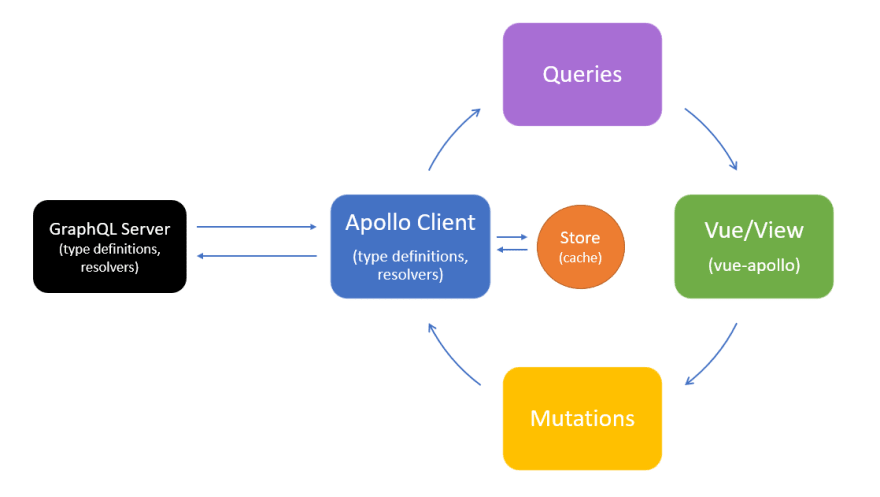 Queries
GraphQL Server
(type definitions,
resolvers)
Apollo Client
(type definitions,
resolvers)
Store
(cache)
Vue/View
(vue-apollo)
Mutations